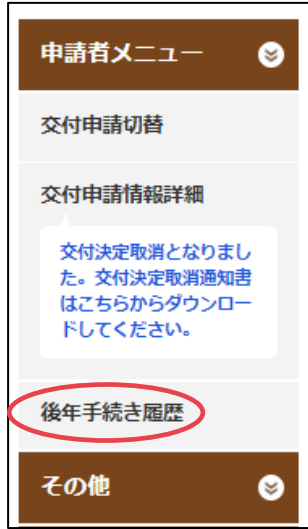 申請者メニュー
交付申請切替
交付申請情報詳細
交付決定取消となりまし
た。交付決定取消通知書
はこちらからダウンロー
ドしてください。
後年手続き履歴
その他